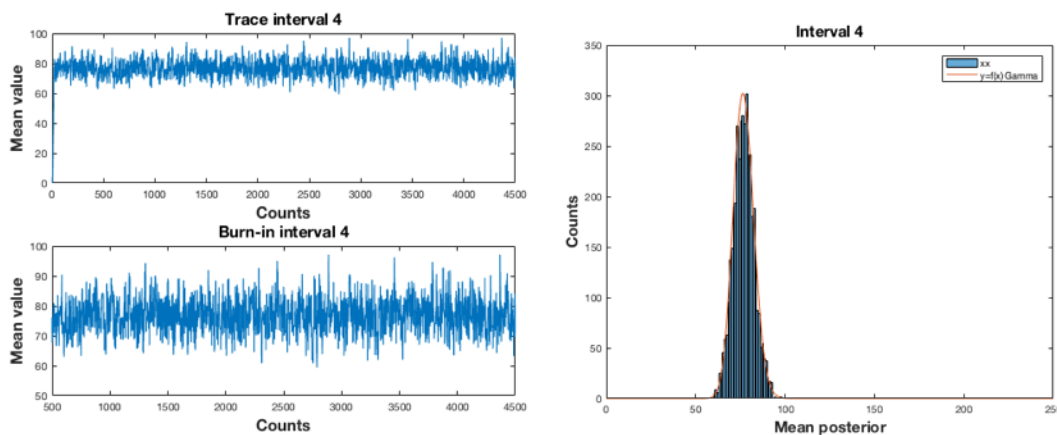 Trace interval 4
100
80
60
40
20
0
Mean value
0 500 1000 1500 2000 2500 3000 3500 4000 4500
Counts
Burn-in interval 4
100
90
80
70
60
50
Mean value
500 1000 1500 2000 2500 3000 3500 4000 4500
Counts
Interval 4
350
300
250
200
150
100
50
0
Counts
xx
y=f(x) Gamma
0 50 100 150 200 250
Mean posterior